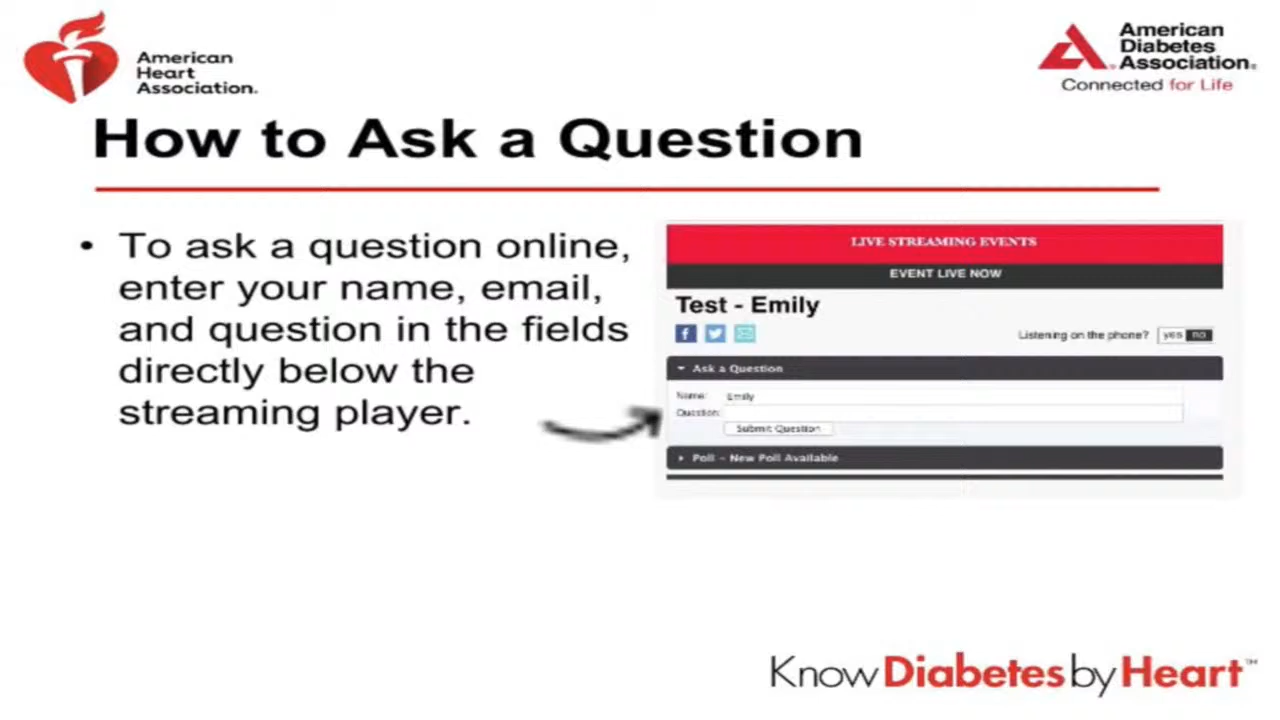 American
Heart
Association.
American
Diabetes
Association.
Connected for Life
How to Ask a Question
• To ask a question online,
enter your name, email,
and question in the fields
directly below the
streaming player.
LIVE STREAMING EVENTS
EVENT LIVE NOW
Test - Emily
Listening on the phone? yes no
Ask a Question
Name: Emily
Question:
Submit Question
Poll - New Poll Available
Know Diabetes by Heart™